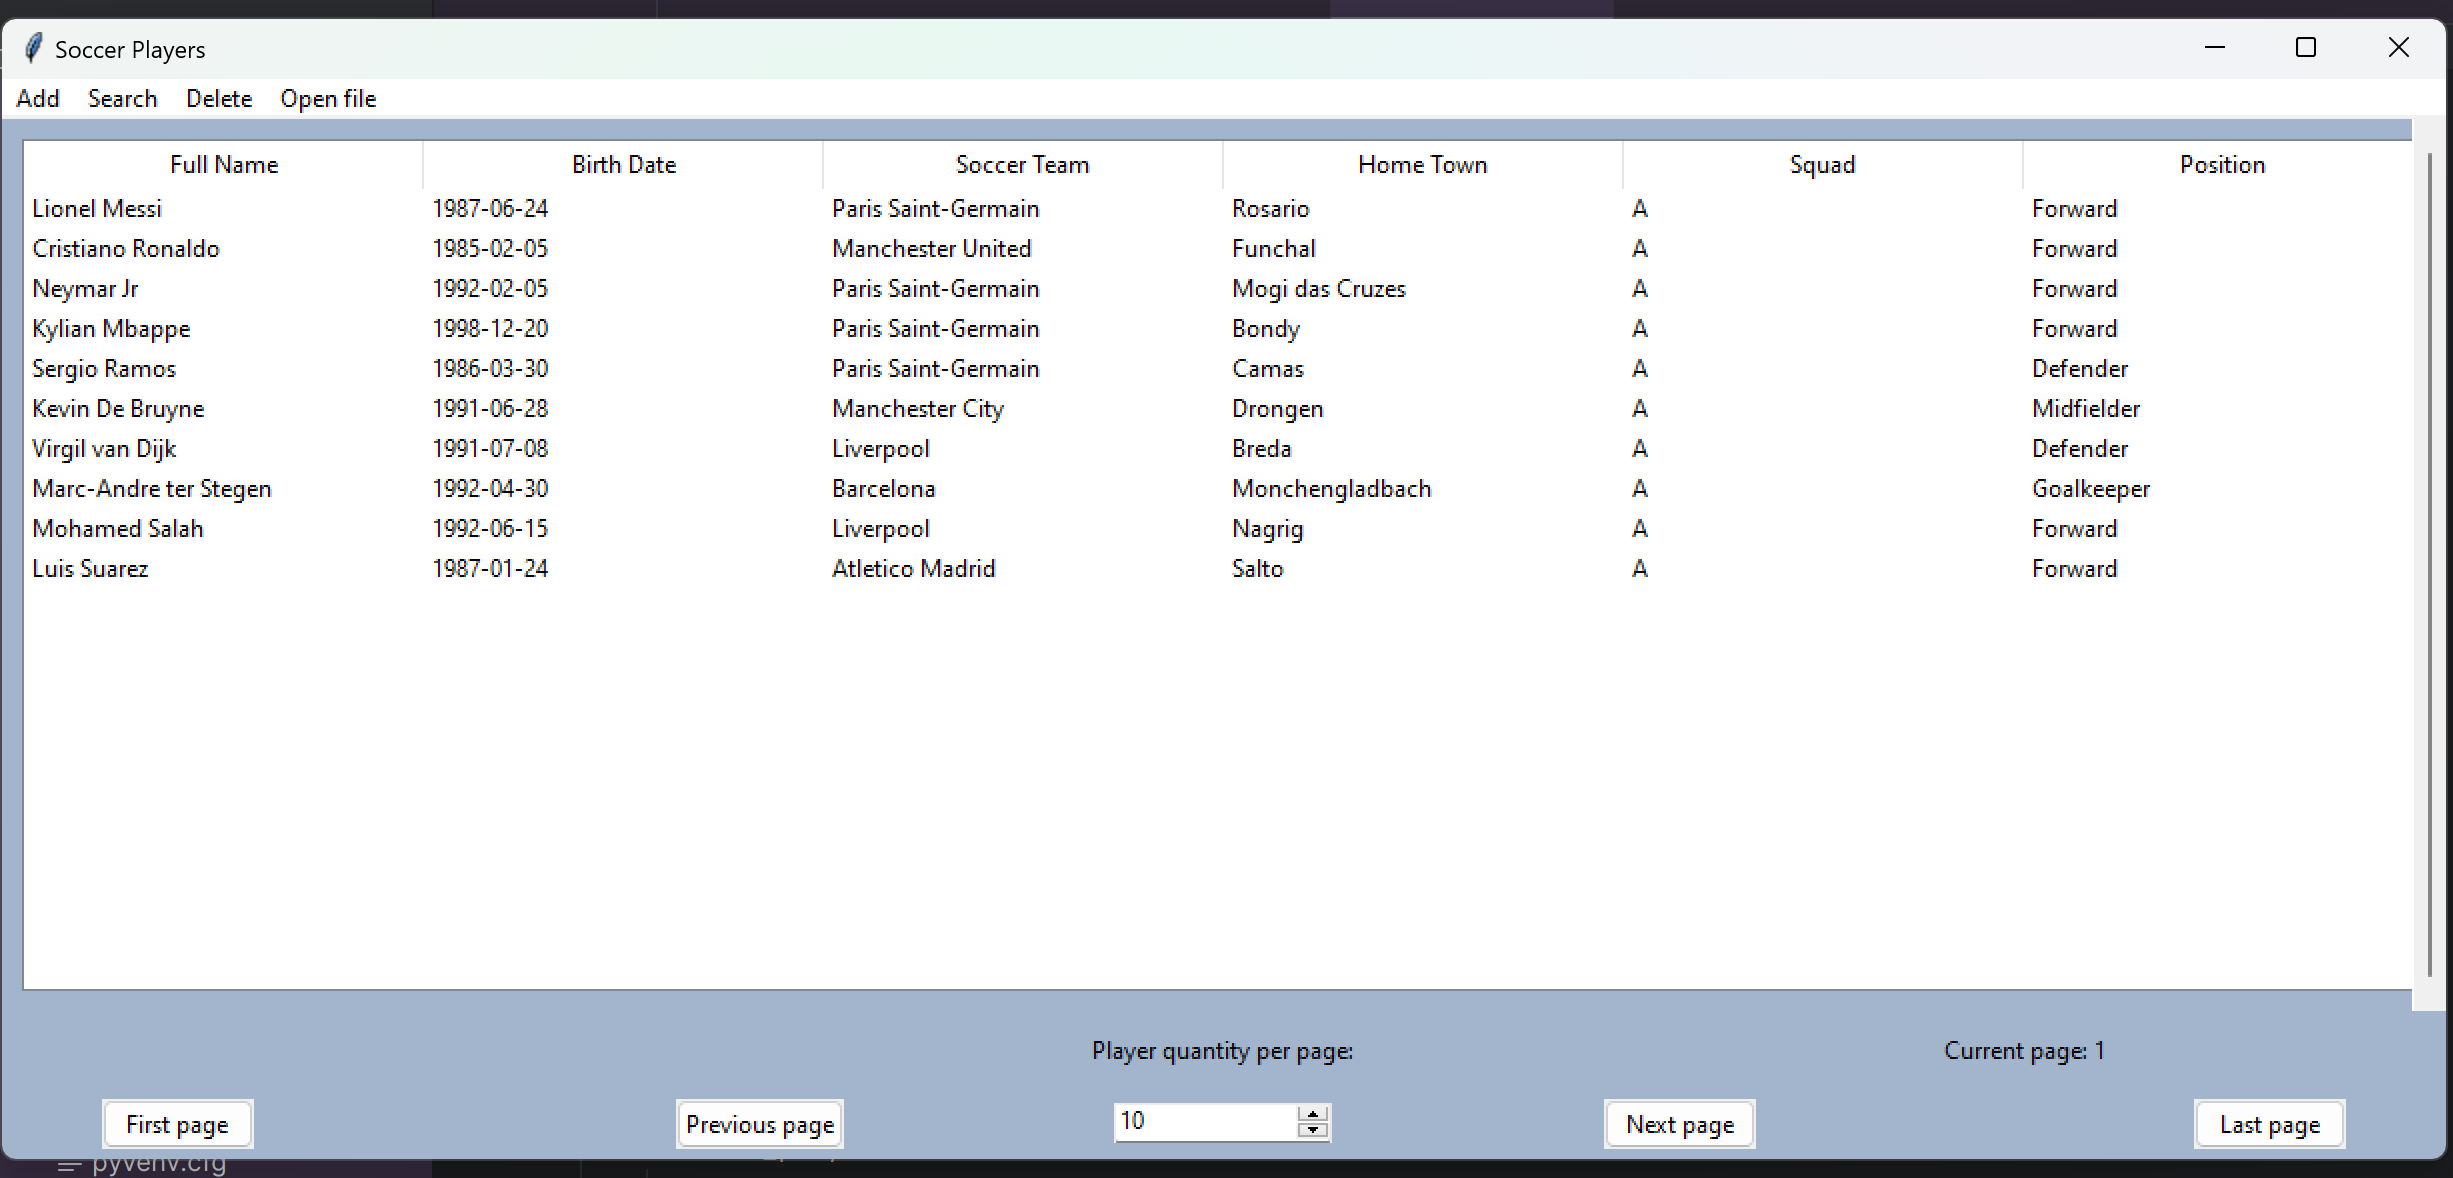 Soccer Players
Add Search Delete Open file
Full Name Birth Date Soccer Team Home Town Squad Position
Lionel Messi 1987-06-24 Paris Saint-Germain Rosario A Forward
Cristiano Ronaldo 1985-02-05 Manchester United Funchal A Forward
Neymar Jr 1992-02-05 Paris Saint-Germain Mogi das Cruzes A Forward
Kylian Mbappe 1998-12-20 Paris Saint-Germain Bondy A Forward
Sergio Ramos 1986-03-30 Paris Saint-Germain Camas A Defender
Kevin De Bruyne 1991-06-28 Manchester City Drongen A Midfielder
Virgil van Dijk 1991-07-08 Liverpool Breda A Defender
Marc-Andre ter Stegen 1992-04-30 Barcelona Monchengladbach A Goalkeeper
Mohamed Salah 1992-06-15 Liverpool Nagrig A Forward
Luis Suarez 1987-01-24 Atletico Madrid Salto A Forward
Player quantity per page: Current page: 1
First page Previous page 10 Next page Last page
pyvenv.cfg